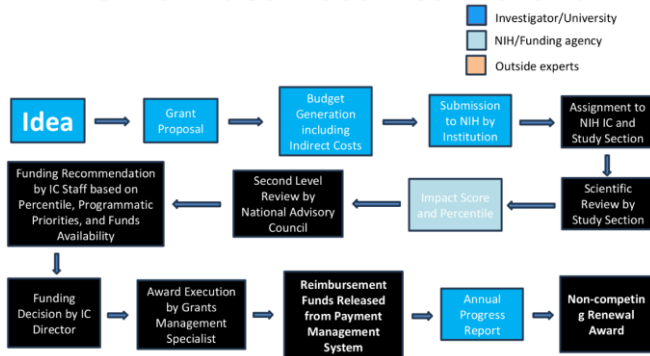 Investigator/University
NIH/Funding agency
Outside experts
Idea
Grant
Proposal
Budget
Generation
including
Indirect Costs
Submission
to NIH by
Institution
Assignment to
NIH IC and
Study Section
Funding Recommendation
by IC Staff based on
Percentile, Programmatic
Priorities, and Funds
Availability
Second Level
Review by
National Advisory
Council
Impact Score
and Percentile
Scientific
Review by
Study Section
Funding
Decision by IC
Director
Award Execution
by Grants
Management
Specialist
Reimbursement
Funds Released
from Payment
Management
System
Annual
Progress
Report
Non-competin
g Renewal
Award